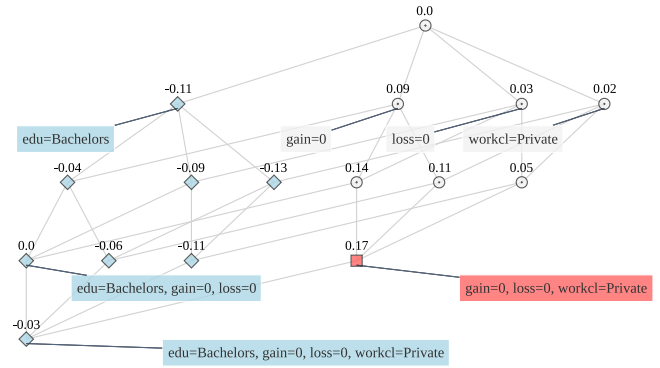 0.0
-0.11
0.09
0.03
0.02
edu=Bachelors
gain=0
loss=0
workcl=Private
-0.04
-0.09
-0.13
0.14
0.11
0.05
0.0
-0.06
-0.11
0.17
edu=Bachelors, gain=0, loss=0
gain=0, loss=0, workcl=Private
-0.03
edu=Bachelors, gain=0, loss=0, workcl=Private